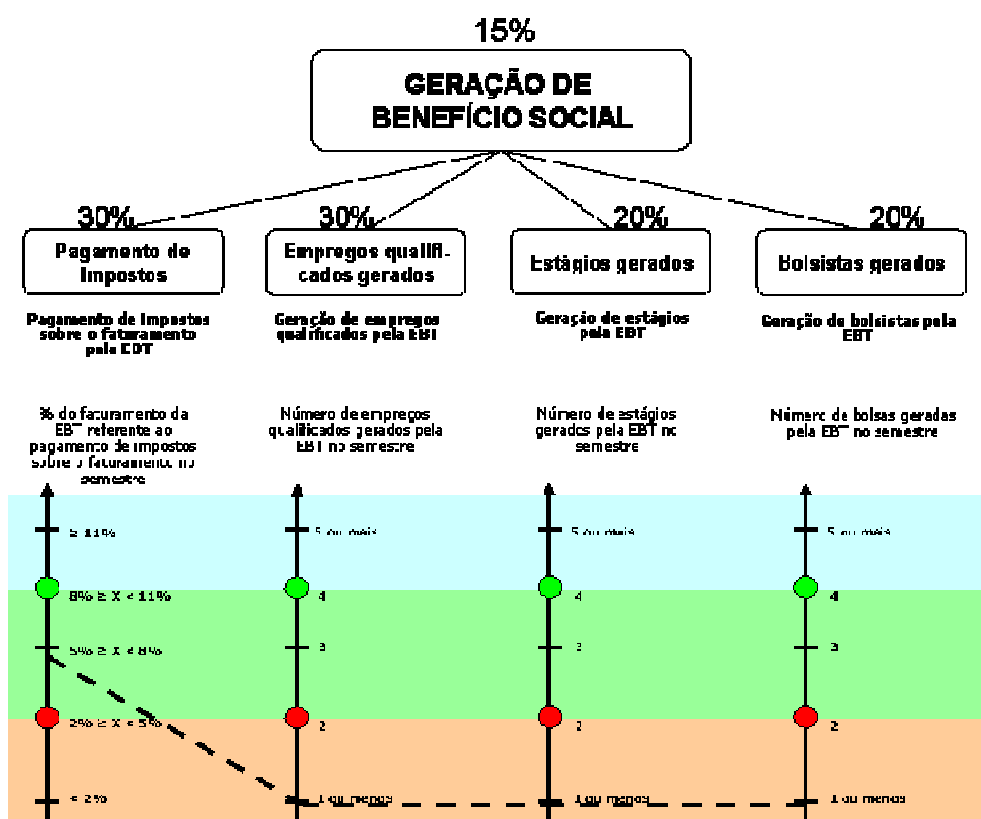 15%
GERAÇÃO DE
BENEFÍCIO SOCIAL
30%
30%
20%
20%
Pagamento de
Impostos
Empregos qualifi-
cados gerados
Estágios gerados
Bolsistas gerados
Pagamento de Impostos
sobre o faturamento
pela EBT
Geração de empregos
qualificados pela EBT
Geração de estágios
pela EBT
Geração de bolsistas pela
EBT
% do faturamento da
EBT referente ao
pagamento de impostos
sobre o faturamento no
semestre
Número de empregos
qualificados gerados pela
EBT no semestre
Número de estágios
gerados pela EBT no
semestre
Número de bolsas geradas
pela EBT no semestre
≥ 11%
5 ou mais
5 ou mais
5 ou mais
8% ≥ X < 11%
4
4
4
5% ≥ X < 8%
3
3
3
2% ≥ X < 5%
2
2
2
< 2%
1 ou menos
1 ou menos
1 ou menos